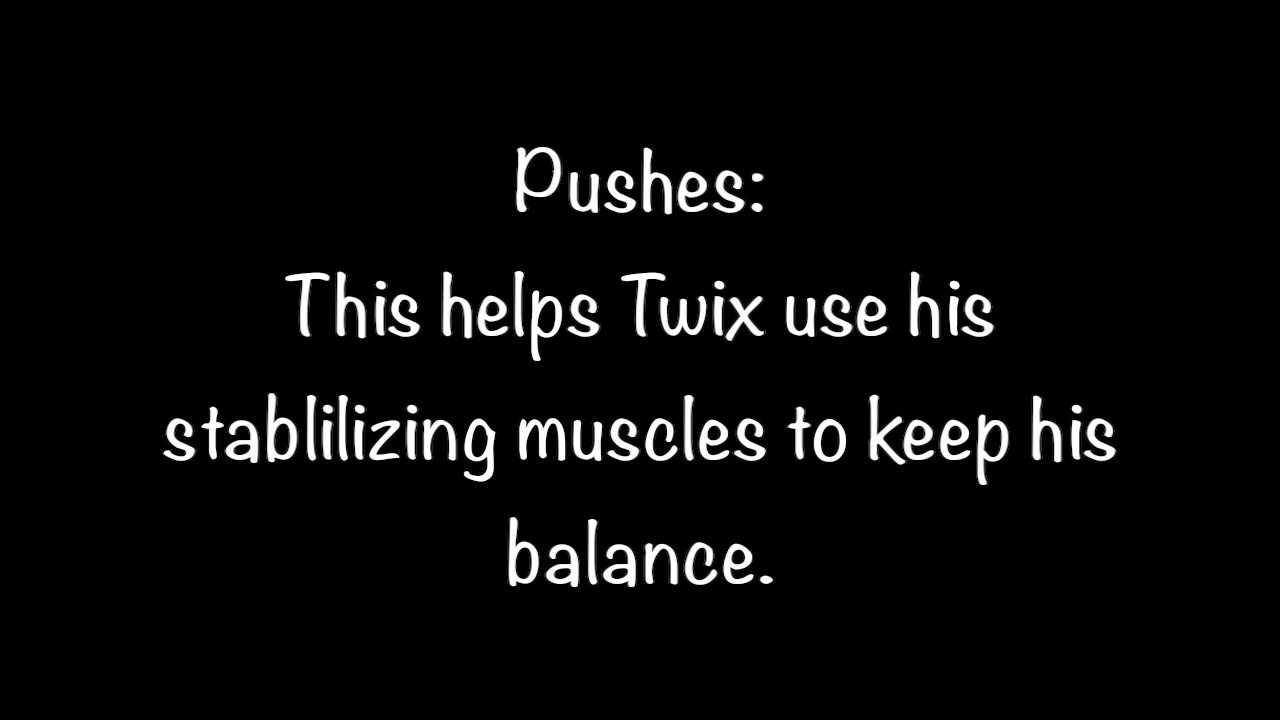 Pushes:
This helps Twix use his
stablilizing muscles to keep his
balance.